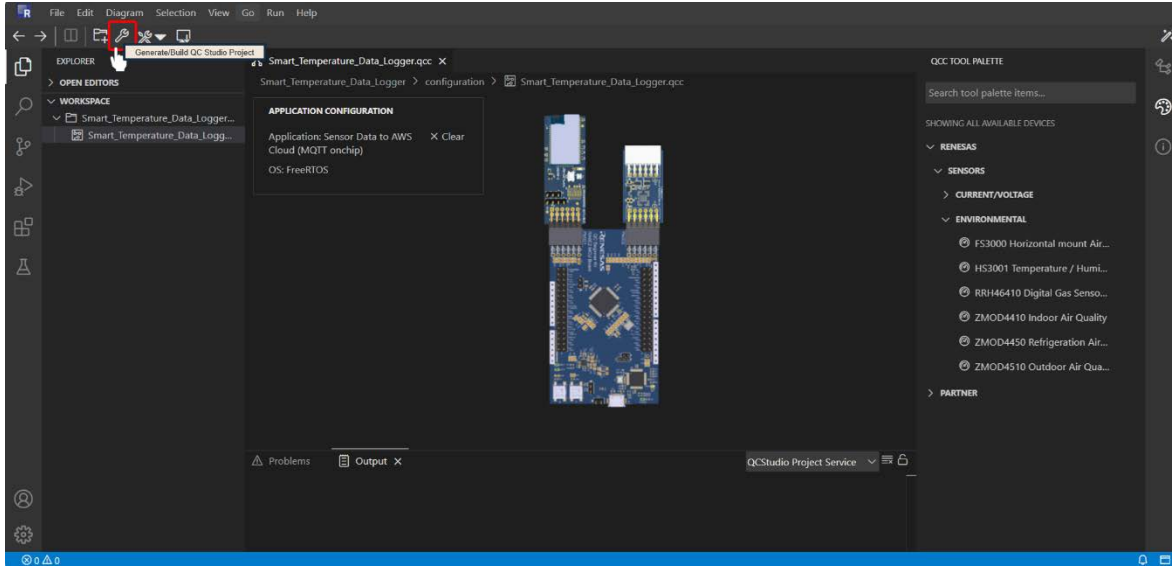 File Edit Diagram Selection View Go Run Help
Generate/Build QC Studio Project
EXPLORER
> OPEN EDITORS
WORKSPACE
Smart_Temperature_Data_Logger...
Smart_Temperature_Data_Logg...
Smart_Temperature_Data_Logger.qcc
Smart_Temperature_Data_Logger > configuration > Smart_Temperature_Data_Logger.qcc
APPLICATION CONFIGURATION
Application: Sensor Data to AWS
Cloud (MQTT onchip)
Clear
OS: FreeRTOS
RENESAS
Problems
Output
QCStudio Project Service
QCC TOOL PALETTE
Search tool palette items...
SHOWING ALL AVAILABLE DEVICES
RENESAS
SENSORS
> CURRENT/VOLTAGE
ENVIRONMENTAL
FS3000 Horizontal mount Air...
HS3001 Temperature / Humi...
RRH46410 Digital Gas Senso...
ZMOD4410 Indoor Air Quality
ZMOD4450 Refrigeration Air...
ZMOD4510 Outdoor Air Qua...
> PARTNER
0 0